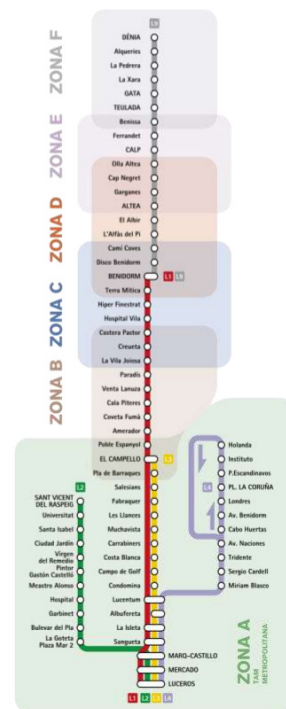 L9
DÉNIA
Alqueries
La Pedrera
La Xara
GATA
TEULADA
Benissa
Ferrandet
CALP
Olla Altea
Cap Negret
Garganes
ALTEA
El Albir
L'Alfàs del Pi
Camí Coves
Disco Benidorm
BENIDORM
L1 L9
Terra Mítica
Hiper Finestrat
Hospital Vila
Costera Pastor
Creueta
La Vila Joiosa
Paradís
Venta Lanuza
Cala Piteres
Coveta Fumà
Amerador
Poble Espanyol
EL CAMPELLO
L3
Pla de Barraques
Salesians
Fabraquer
Les Llances
Muchavista
Carrabiners
Costa Blanca
Campo de Golf
Condomina
Lucentum
Albufereta
La Isleta
Sangueta
MARQ-CASTILLO
MERCADO
LUCEROS
L1 L2 L3 L4
L2
SANT VICENT
DEL RASPEIG
Universitat
Santa Isabel
Ciudad Jardín
Virgen
del Remedio
Pintor
Gastón Castelló
Maestro Alonso
Hospital
Garbinet
Bulevar del Pla
La Goteta
Plaza Mar 2
Holanda
Instituto
P.Escandinavos
L4
PL. LA CORUÑA
Londres
Av. Benidorm
Cabo Huertas
Av. Naciones
Tridente
Sergio Cardell
Miriam Blasco
ZONA F
ZONA E
ZONA D
ZONA C
ZONA B
ZONA A
TAM
METROPOLITANA